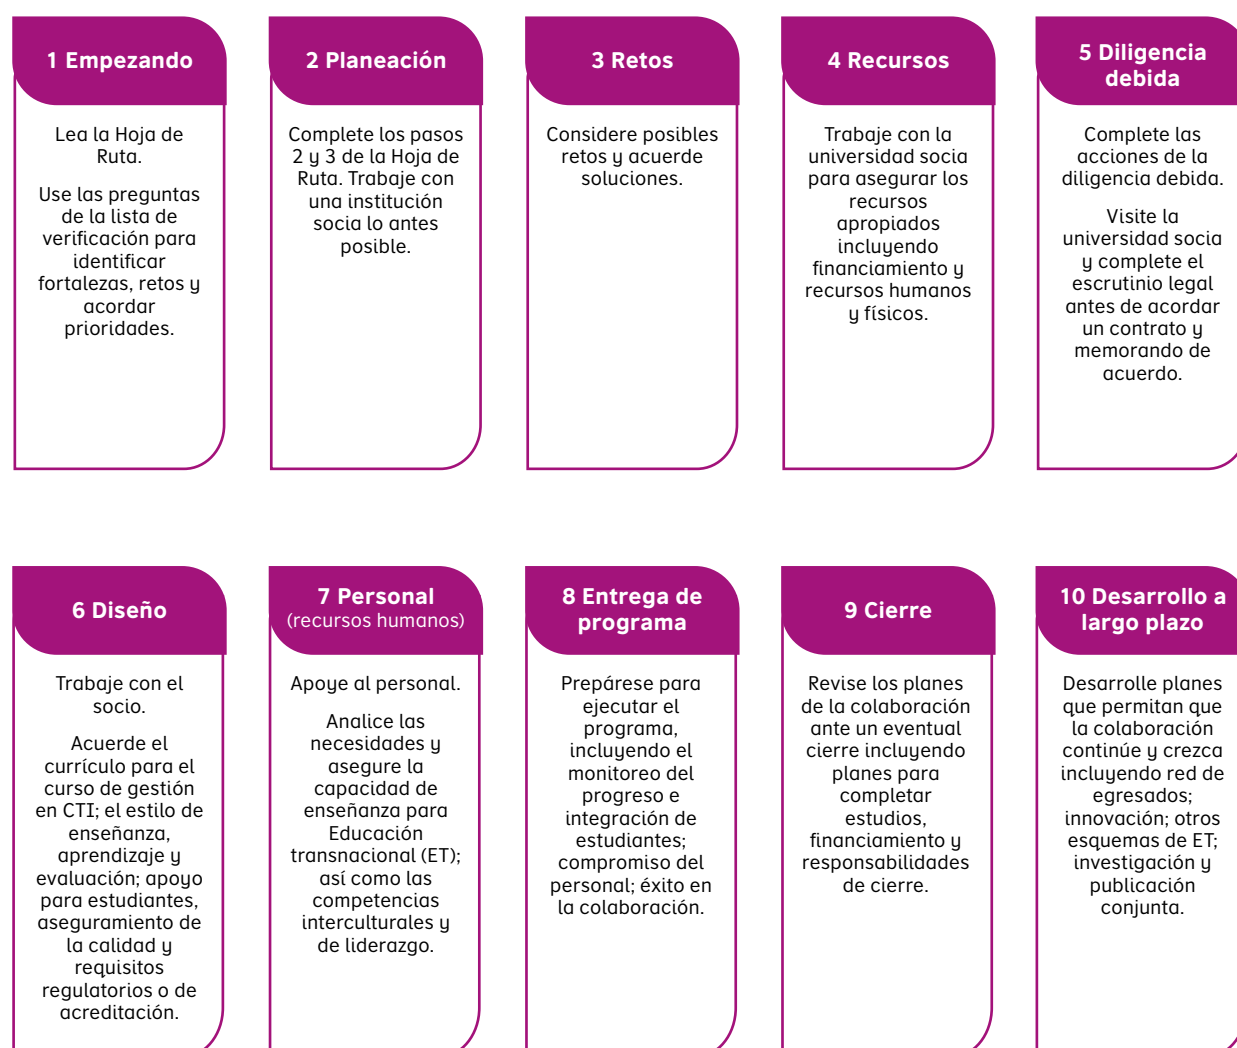 1 Empezando
Lea la Hoja de
Ruta.
Use las preguntas
de la lista de
verificación para
identificar
fortalezas, retos y
acordar
prioridades.
2 Planeación
Complete los pasos
2 y 3 de la Hoja de
Ruta. Trabaje con
una institución
socia lo antes
posible.
3 Retos
Considere posibles
retos y acuerde
soluciones.
4 Recursos
Trabaje con la
universidad socia
para asegurar los
recursos
apropiados
incluyendo
financiamiento y
recursos humanos
y físicos.
5 Diligencia
debida
Complete las
acciones de la
diligencia debida.
Visite la
universidad socia
y complete el
escrutinio legal
antes de acordar
un contrato y
memorando de
acuerdo.
6 Diseño
Trabaje con el
socio.
Acuerde el
currículo para el
curso de gestión
en CTI; el estilo de
enseñanza,
aprendizaje y
evaluación; apoyo
para estudiantes,
aseguramiento de
la calidad y
requisitos
regulatorios o de
acreditación.
7 Personal
(recursos humanos)
Apoye al personal.
Analice las
necesidades y
asegure la
capacidad de
enseñanza para
Educación
transnacional (ET);
así como las
competencias
interculturales y
de liderazgo.
8 Entrega de
programa
Prepárese para
ejecutar el
programa,
incluyendo el
monitoreo del
progreso e
integración de
estudiantes;
compromiso del
personal; éxito en
la colaboración.
9 Cierre
Revise los planes
de la colaboración
ante un eventual
cierre incluyendo
planes para
completar
estudios,
financiamiento y
responsabilidades
de cierre.
10 Desarrollo a
largo plazo
Desarrolle planes
que permitan que
la colaboración
continúe y crezca
incluyendo red de
egresados;
innovación; otros
esquemas de ET;
investigación y
publicación
conjunta.